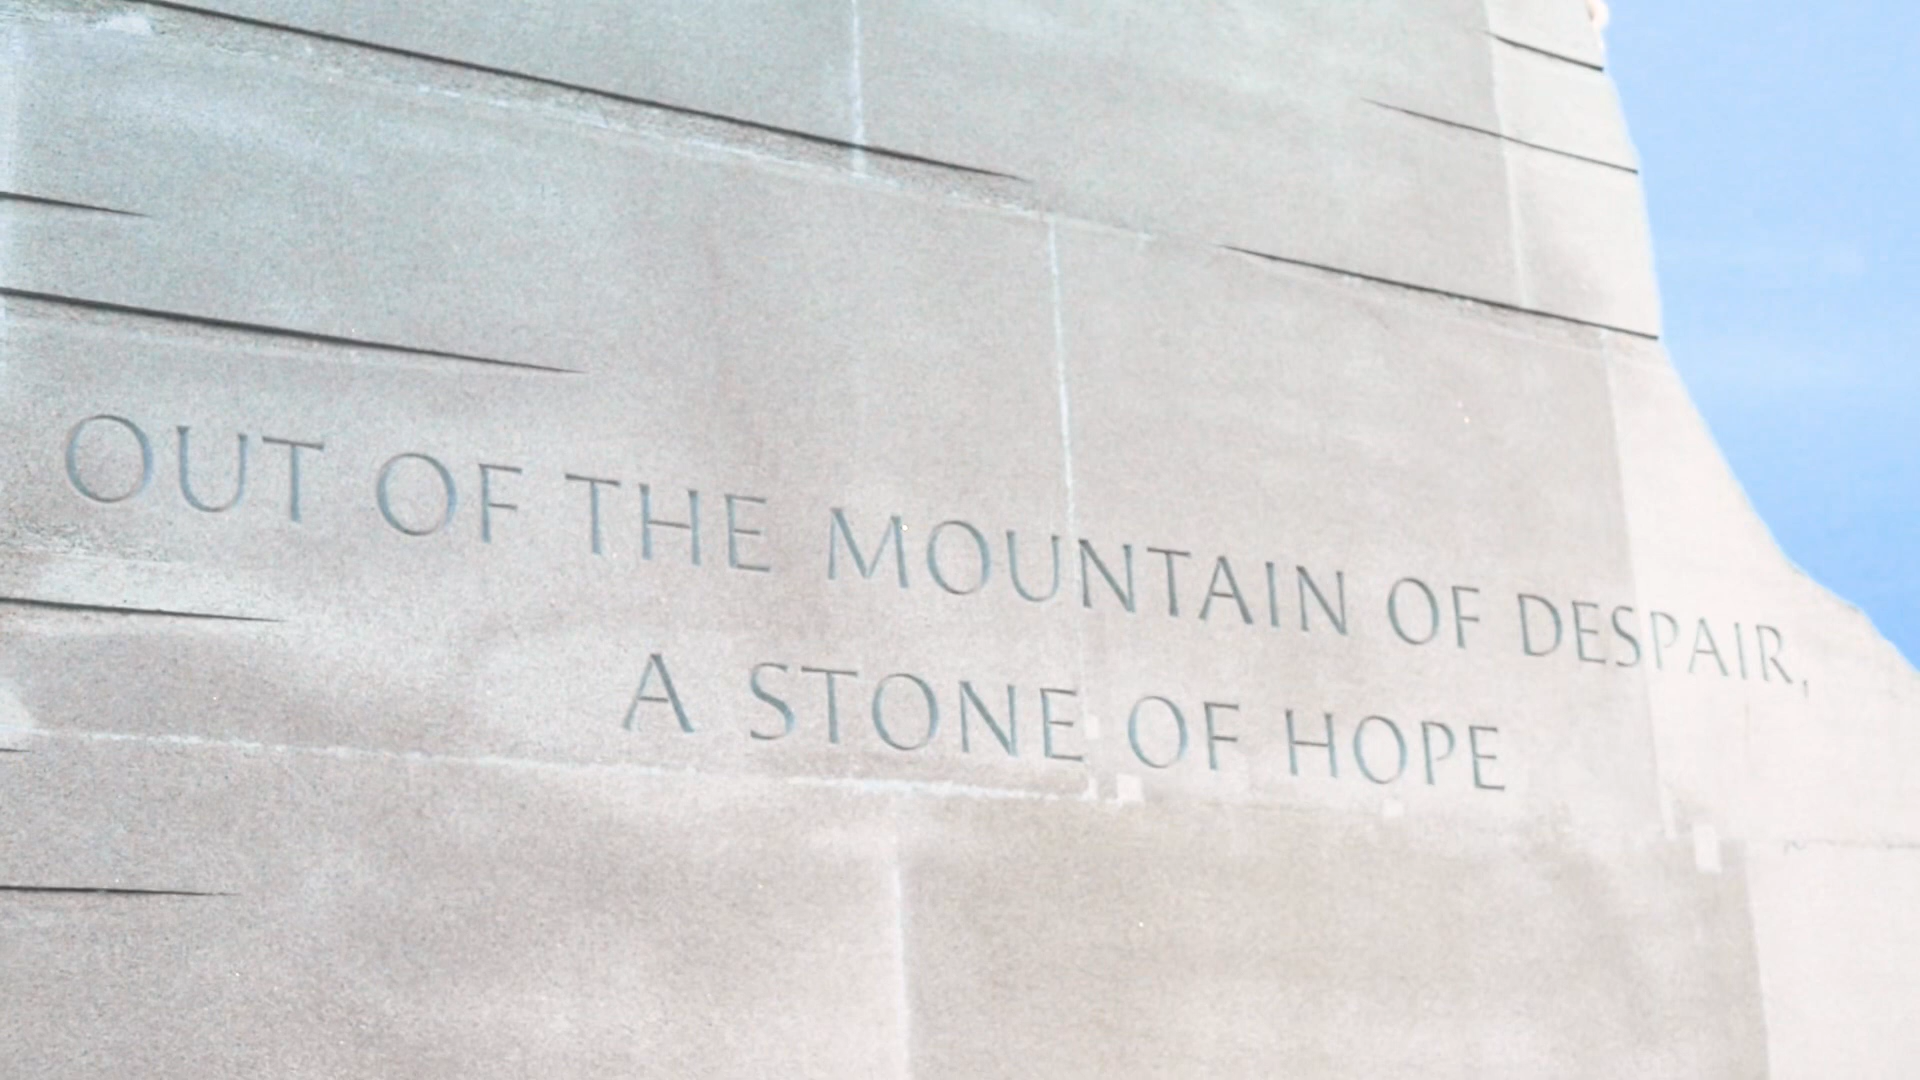 OUT OF THE MOUNTAIN OF DESPAIR,
A STONE OF HOPE